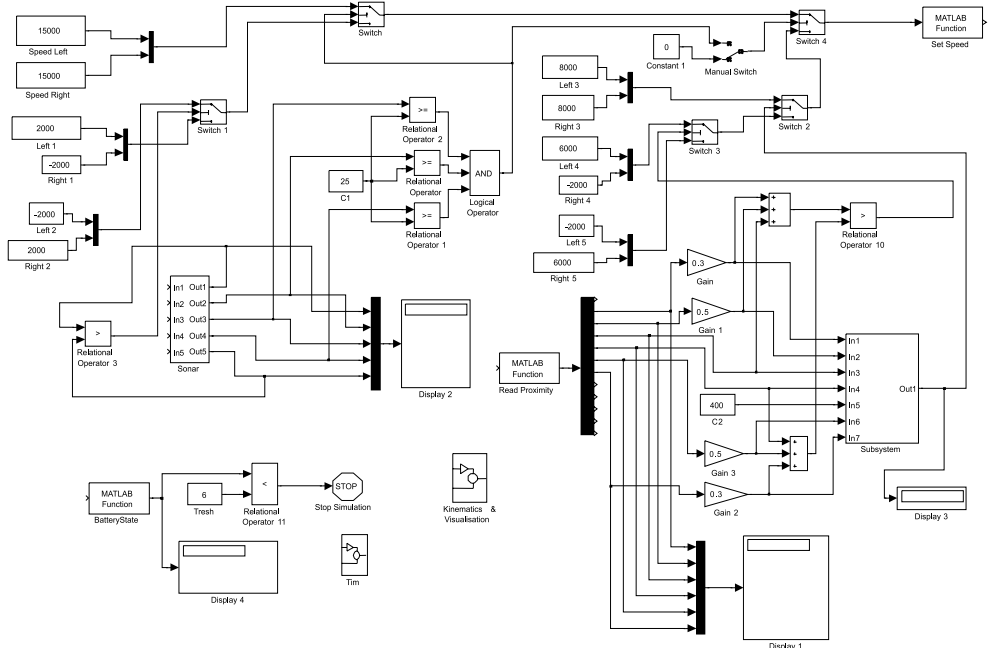 15000
Speed Left
15000
Speed Right
Switch
Switch 4
MATLAB
Function
Set Speed
0
Constant 1
Manual Switch
8000
Left 3
8000
Right 3
Switch 2
2000
Left 1
-2000
Right 1
Switch 1
>=
Relational
Operator 2
>=
Relational
Operator
>=
Relational
Operator 1
25
C1
AND
Logical
Operator
6000
Left 4
-2000
Right 4
Switch 3
-2000
Left 2
2000
Right 2
-2000
Left 5
6000
Right 5
+
+
+
>
Relational
Operator 10
>
Relational
Operator 3
In1 Out1
In2 Out2
In3 Out3
In4 Out4
In5 Out5
Sonar
Display 2
0.3
Gain
0.5
Gain 1
MATLAB
Function
Read Proximity
In1
In2
In3
In4
In5
In6
In7
Out1
Subsystem
400
C2
0.5
Gain 3
0.3
Gain 2
+
+
+
Display 3
MATLAB
Function
BatteryState
6
Tresh
<
Relational
Operator 11
STOP
Stop Simulation
Kinematics &
Visualisation
Display 4
Tim
Display 1